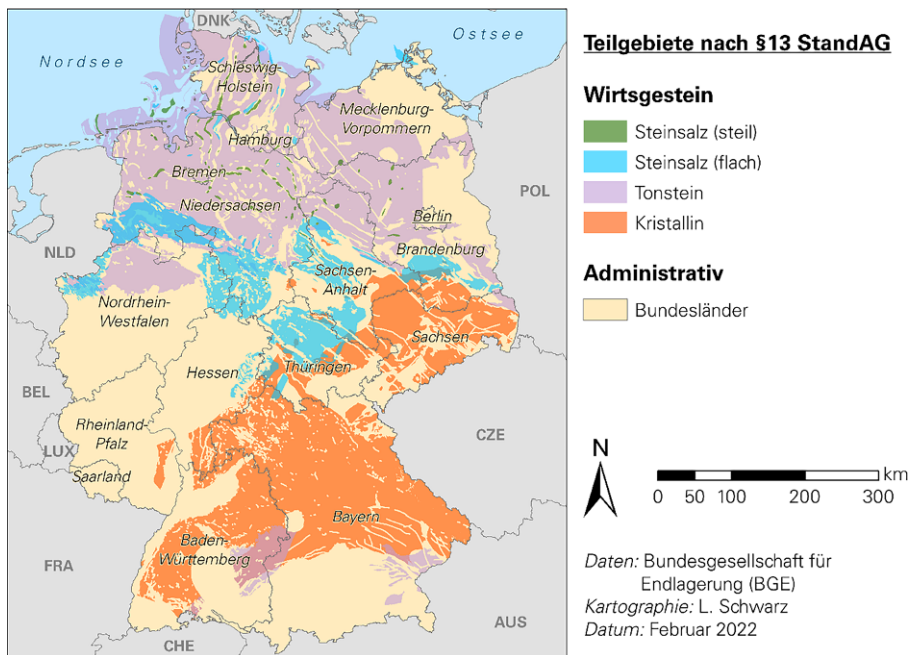 DNK
Nordsee
Ostsee
Schleswig-
Holstein
Mecklenburg-
Vorpommern
Hamburg
Bremen
Niedersachsen
POL
Berlin
NLD
Brandenburg
Sachsen-
Anhalt
Nordrhein-
Westfalen
Sachsen
Hessen
Thüringen
BEL
Rheinland-
Pfalz
LUX
CZE
Saarland
Bayern
Baden-
Württemberg
FRA
AUS
CHE
Teilgebiete nach §13 StandAG
Wirtsgestein
Steinsalz (steil)
Steinsalz (flach)
Tonstein
Kristallin
Administrativ
Bundesländer
N
km
0 50 100 200 300
Daten: Bundesgesellschaft für
Endlagerung (BGE)
Kartographie: L. Schwarz
Datum: Februar 2022